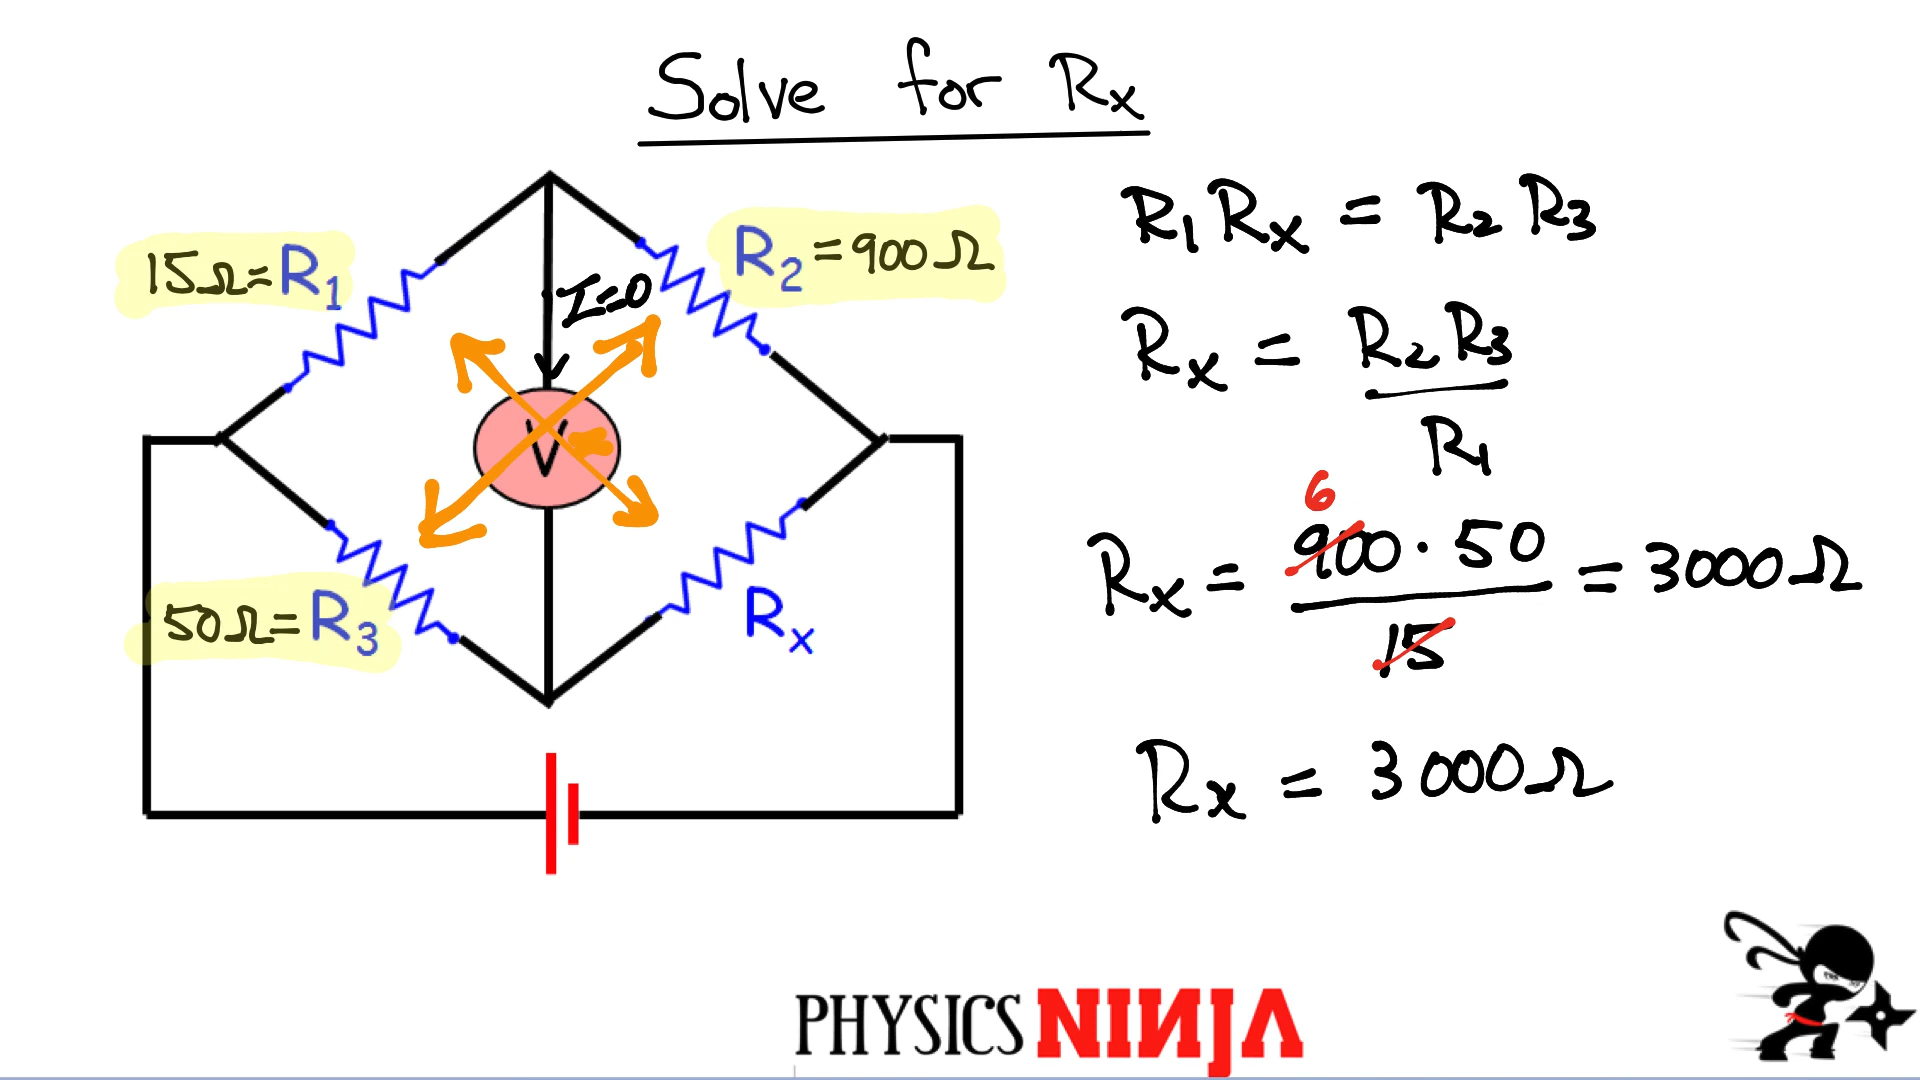 Solve for Rx
15Ω=R1
I=0
R2=900Ω
V
50Ω=R3
Rx
R1Rx = R2R3
Rx = R2R3
R1
6
Rx = 900·50 = 3000Ω
15
Rx = 3000Ω
PHYSICS NINJA